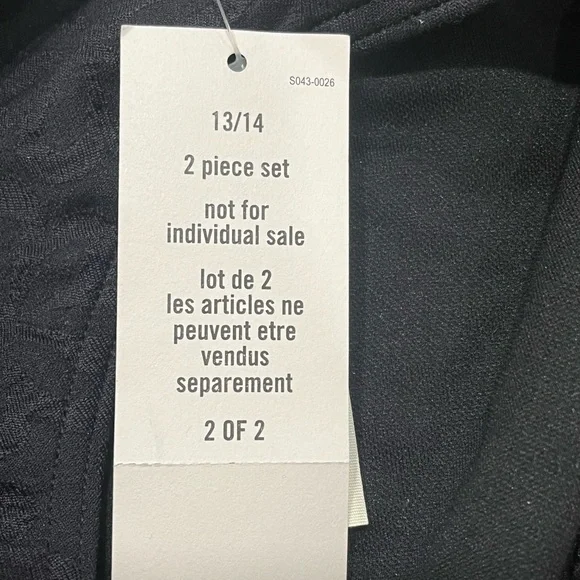 S043-0026
13/14
2 piece set
not for
individual sale
lot de 2
les articles ne
peuvent etre
vendus
separement
2 OF 2